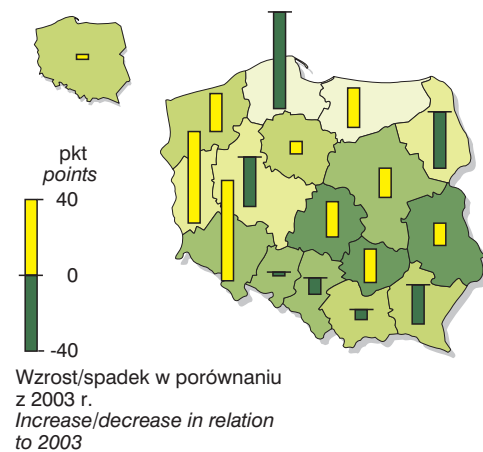 pkt
points
40
0
-40
Wzrost/spadek w porównaniu
z 2003 r.
Increase/decrease in relation
to 2003